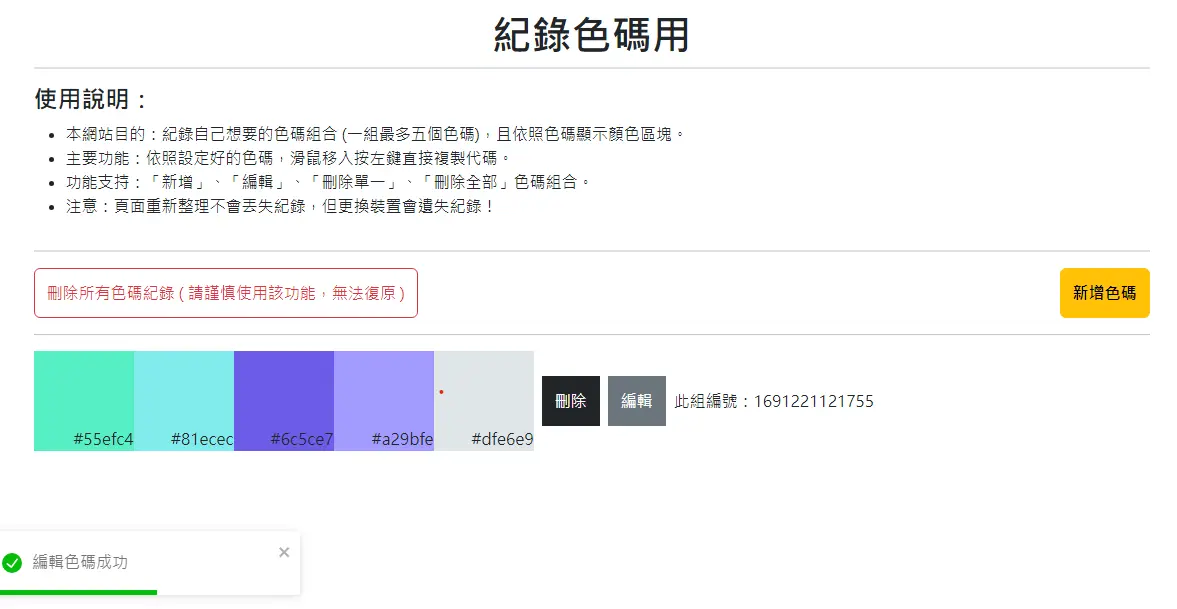 紀錄色碼用
使用說明：
本網站目的：紀錄自己想要的色碼組合 (一組最多五個色碼)，且依照色碼顯示顏色區塊。
主要功能：依照設定好的色碼，滑鼠移入按左鍵直接複製代碼。
功能支持：「新增」、「編輯」、「刪除單一」、「刪除全部」色碼組合。
注意：頁面重新整理不會丟失紀錄，但更換裝置會遺失紀錄！
刪除所有色碼紀錄 ( 請謹慎使用該功能，無法復原 )
新增色碼
#55efc4
#81ecec
#6c5ce7
#a29bfe
#dfe6e9
刪除
編輯
此組編號：1691221121755
編輯色碼成功